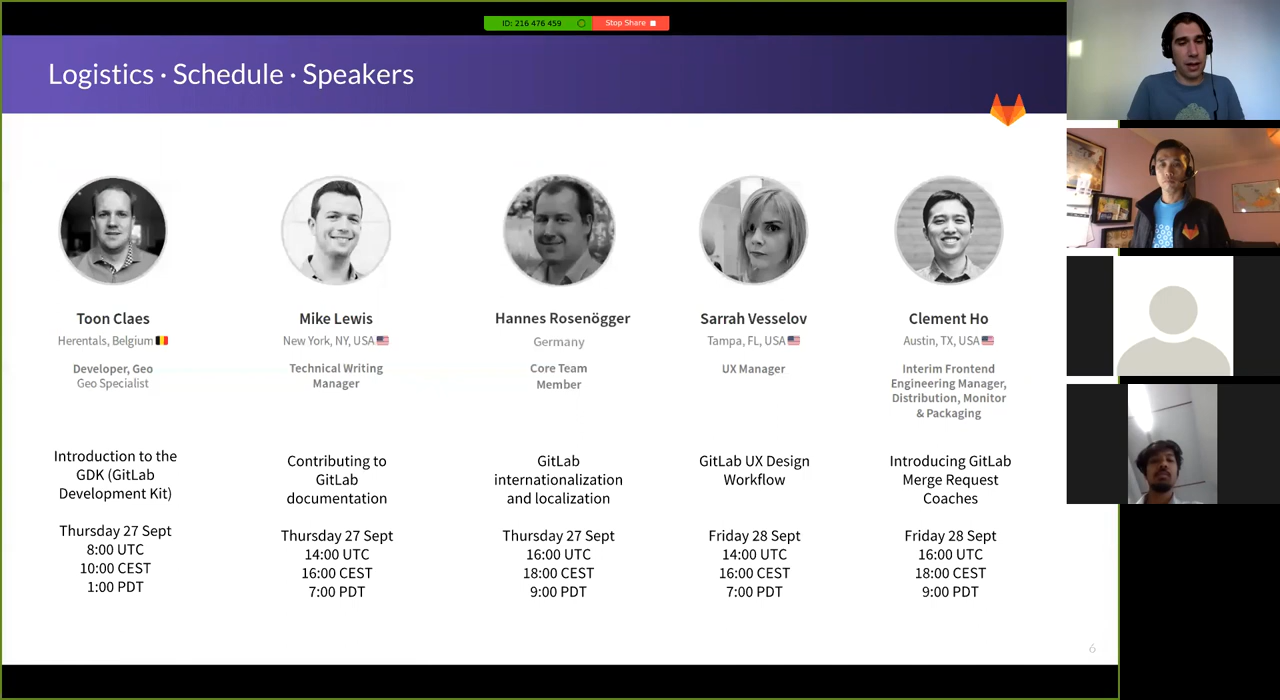 ID: 216 476 459
Stop Share
Logistics · Schedule · Speakers
Toon Claes
Herentals, Belgium
Developer, Geo
Geo Specialist
Introduction to the
GDK (GitLab
Development Kit)
Thursday 27 Sept
8:00 UTC
10:00 CEST
1:00 PDT
Mike Lewis
New York, NY, USA
Technical Writing
Manager
Contributing to
GitLab
documentation
Thursday 27 Sept
14:00 UTC
16:00 CEST
7:00 PDT
Hannes Rosenögger
Germany
Core Team
Member
GitLab
internationalization
and localization
Thursday 27 Sept
16:00 UTC
18:00 CEST
9:00 PDT
Sarrah Vesselov
Tampa, FL, USA
UX Manager
GitLab UX Design
Workflow
Friday 28 Sept
14:00 UTC
16:00 CEST
7:00 PDT
Clement Ho
Austin, TX, USA
Interim Frontend
Engineering Manager,
Distribution, Monitor
& Packaging
Introducing GitLab
Merge Request
Coaches
Friday 28 Sept
16:00 UTC
18:00 CEST
9:00 PDT
6